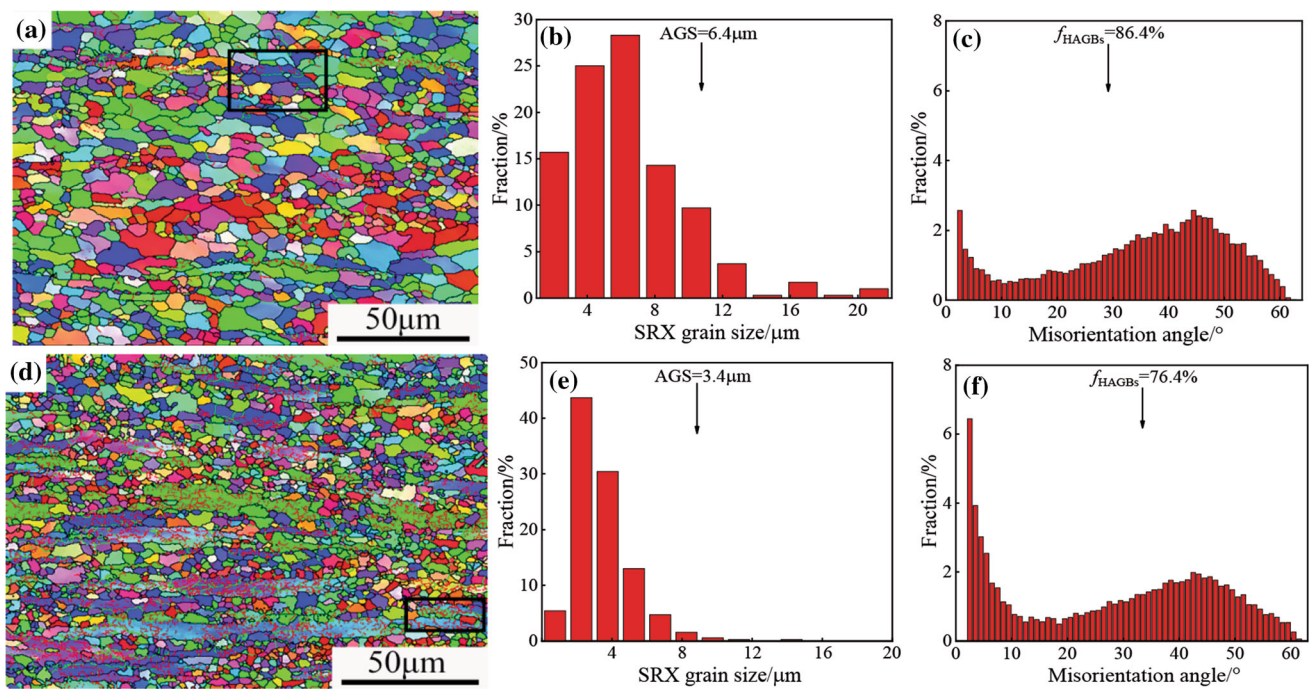 (a)
50μm
(b)
AGS=6.4μm
Fraction/%
30
25
20
15
10
5
0
4 8 12 16 20
SRX grain size/μm
(c)
fHAGBs=86.4%
Fraction/%
8
6
4
2
0
0 10 20 30 40 50 60
Misorientation angle/°
(d)
50μm
(e)
AGS=3.4μm
Fraction/%
50
40
30
20
10
0
4 8 12 16 20
SRX grain size/μm
(f)
fHAGBs=76.4%
Fraction/%
8
6
4
2
0
0 10 20 30 40 50 60
Misorientation angle/°